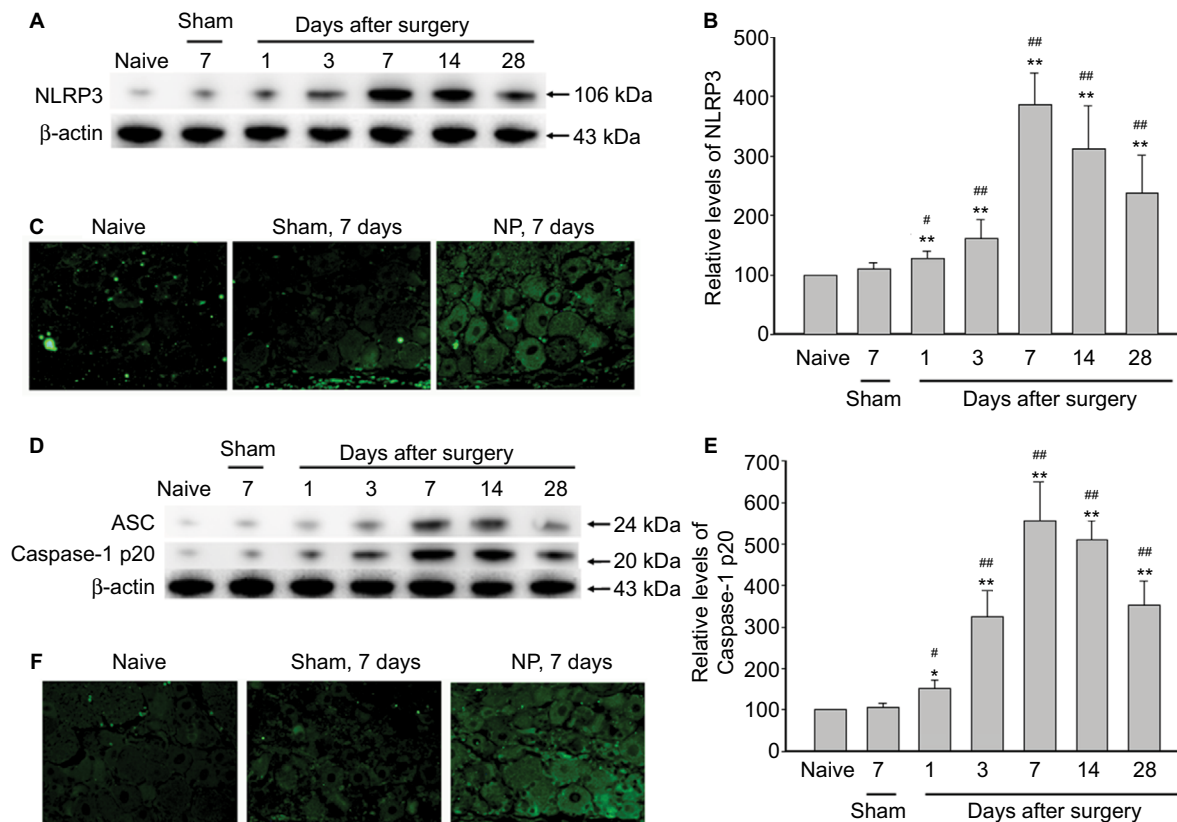 A
Sham
Days after surgery
Naive 7 1 3 7 14 28
NLRP3 106 kDa
β-actin 43 kDa
B
Relative levels of NLRP3
500
400
300
200
100
0
## ** ## ** ## ** ## ** # **
Naive 7 1 3 7 14 28
Sham Days after surgery
C
Naive Sham, 7 days NP, 7 days
D
Sham
Days after surgery
Naive 7 1 3 7 14 28
ASC 24 kDa
Caspase-1 p20 20 kDa
β-actin 43 kDa
E
Relative levels of
Caspase-1 p20
700
600
500
400
300
200
100
0
# * ## ** ## ** ## ** ## **
Naive 7 1 3 7 14 28
Sham Days after surgery
F
Naive Sham, 7 days NP, 7 days